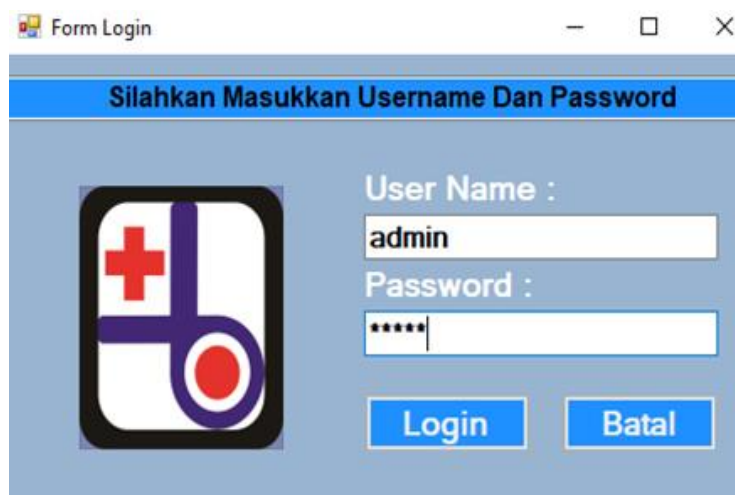 Form Login
Silahkan Masukkan Username Dan Password
User Name :
admin
Password :
*****
Login
Batal